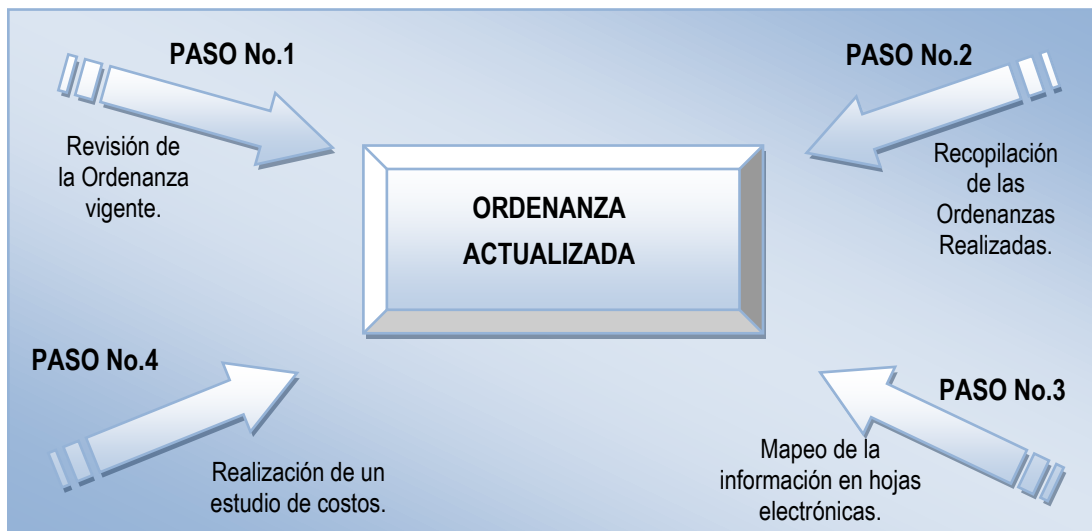 PASO No.1
Revisión de
la Ordenanza
vigente.
PASO No.2
Recopilación
de las
Ordenanzas
Realizadas.
ORDENANZA
ACTUALIZADA
PASO No.3
Mapeo de la
información en hojas
electrónicas.
PASO No.4
Realización de un
estudio de costos.